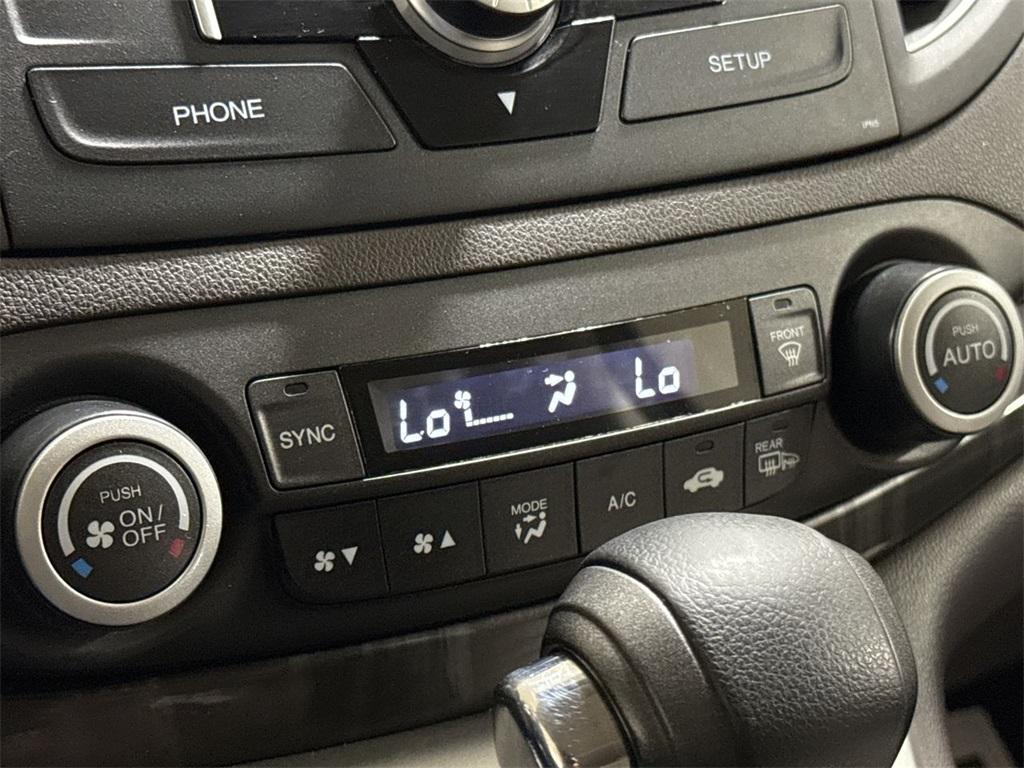 PHONE
SETUP
FRONT
PUSH
AUTO
Lo
Lo
SYNC
PUSH
ON/
OFF
MODE
A/C
REAR